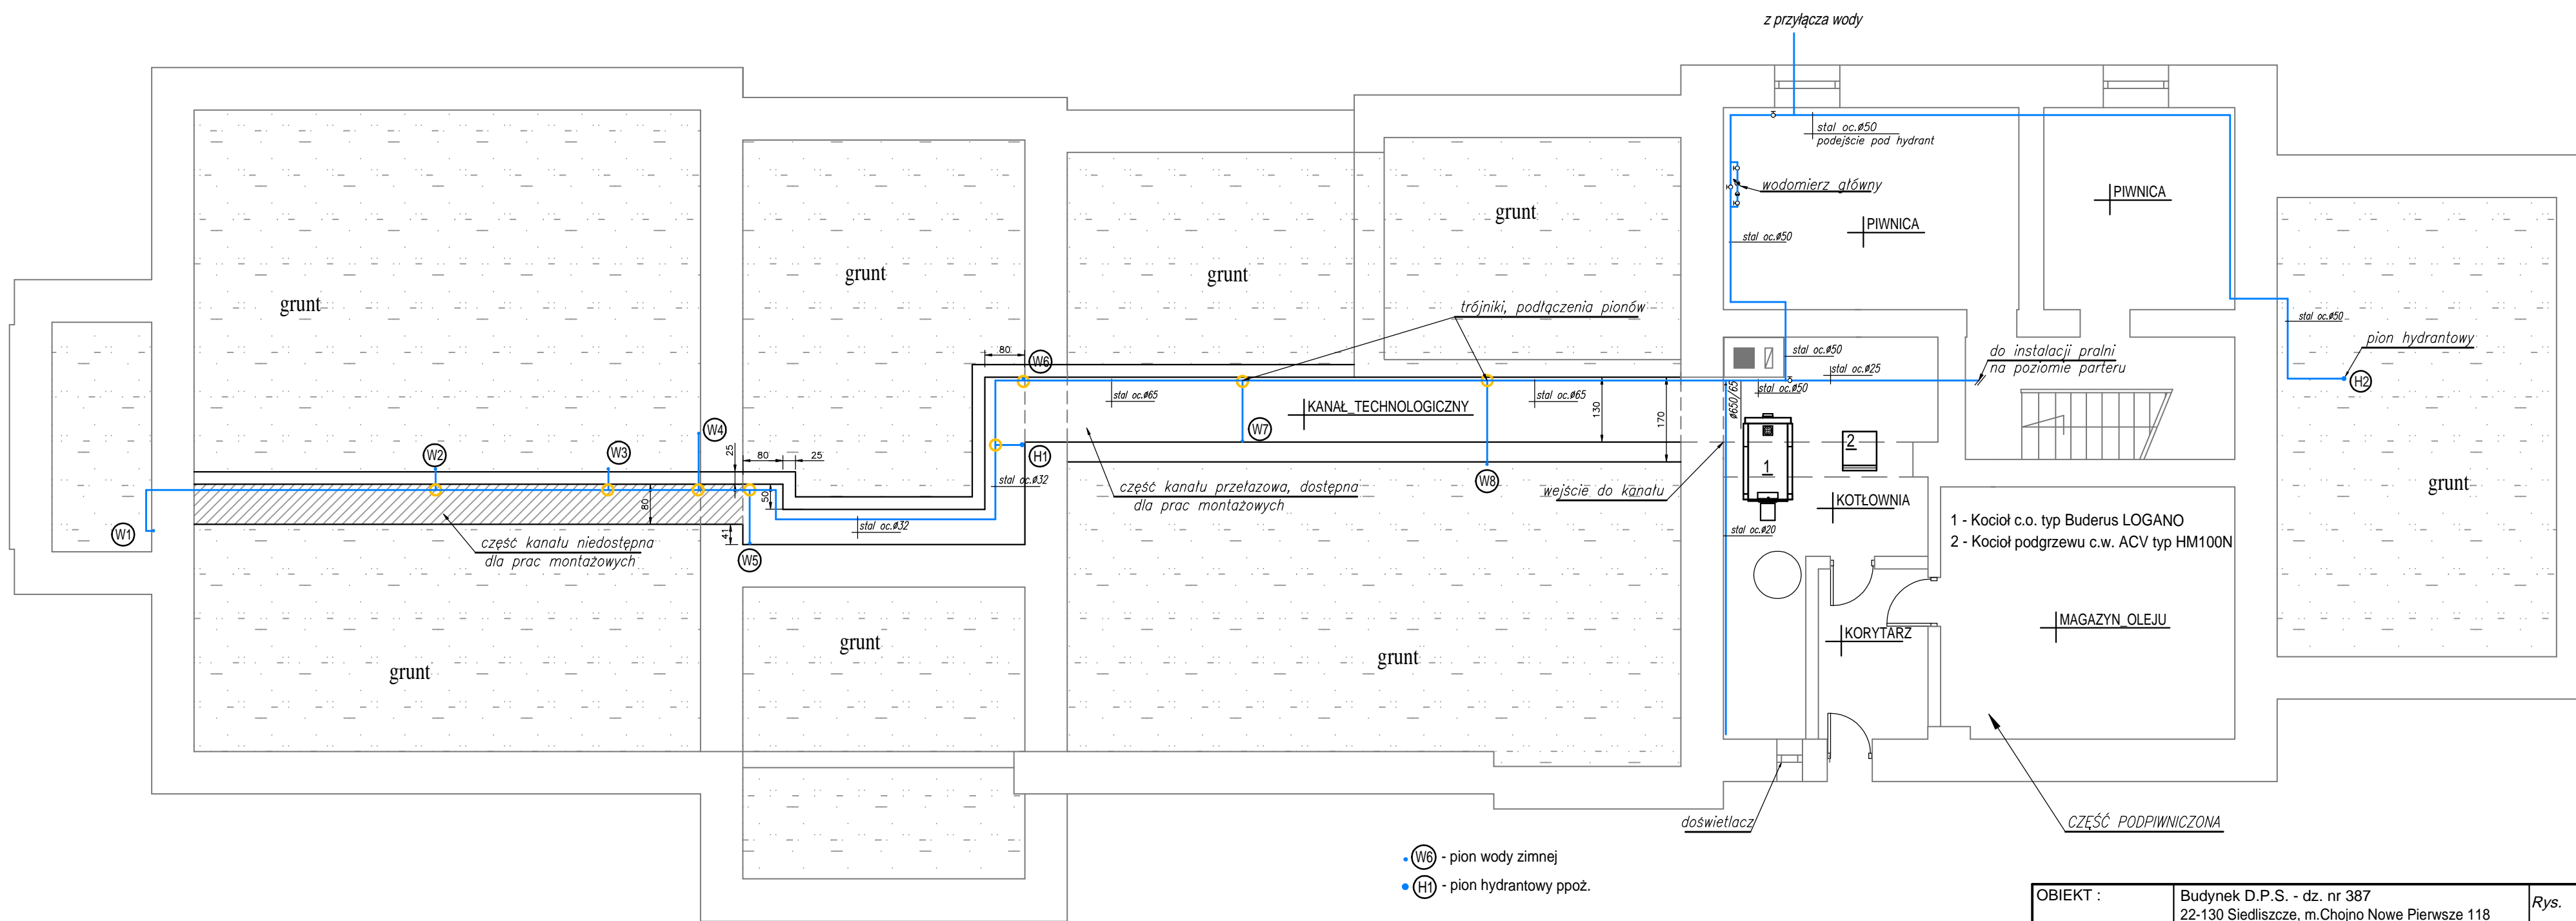 z przyłącza wody
stal oc.ø50
podejście pod hydrant
wodomierz główny
PIWNICA
PIWNICA
grunt
stal oc.ø50
grunt
grunt
grunt
trójniki, podłączenia pionów
stal oc.ø50
pion hydrantowy
80
W6
stal oc.ø50
do instalacji pralni
na poziomie parteru
stal oc.ø25
H2
stal oc.ø65
KANAŁ_TECHNOLOGICZNY
stal oc.ø65
130
170
ø650/65
stal oc.ø50
W4
W7
2
W2
W3
25
80
25
H1
1
stal oc.ø32
W8
część kanału przełazowa, dostępna
dla prac montażowych
wejście do kanału
grunt
80
50
KOTŁOWNIA
W1
41
stal oc.ø32
stal oc.ø20
1 - Kocioł c.o. typ Buderus LOGANO
2 - Kocioł podgrzewu c.w. ACV typ HM100N
część kanału niedostępna
dla prac montażowych
W5
grunt
grunt
grunt
KORYTARZ
MAGAZYN_OLEJU
doświetlacz
CZĘŚĆ PODPIWNICZONA
W6 - pion wody zimnej
H1 - pion hydrantowy ppoż.
OBIEKT :
Budynek D.P.S. - dz. nr 387
22-130 Siedliszcze, m.Chojno Nowe Pierwsze 118
Rys.